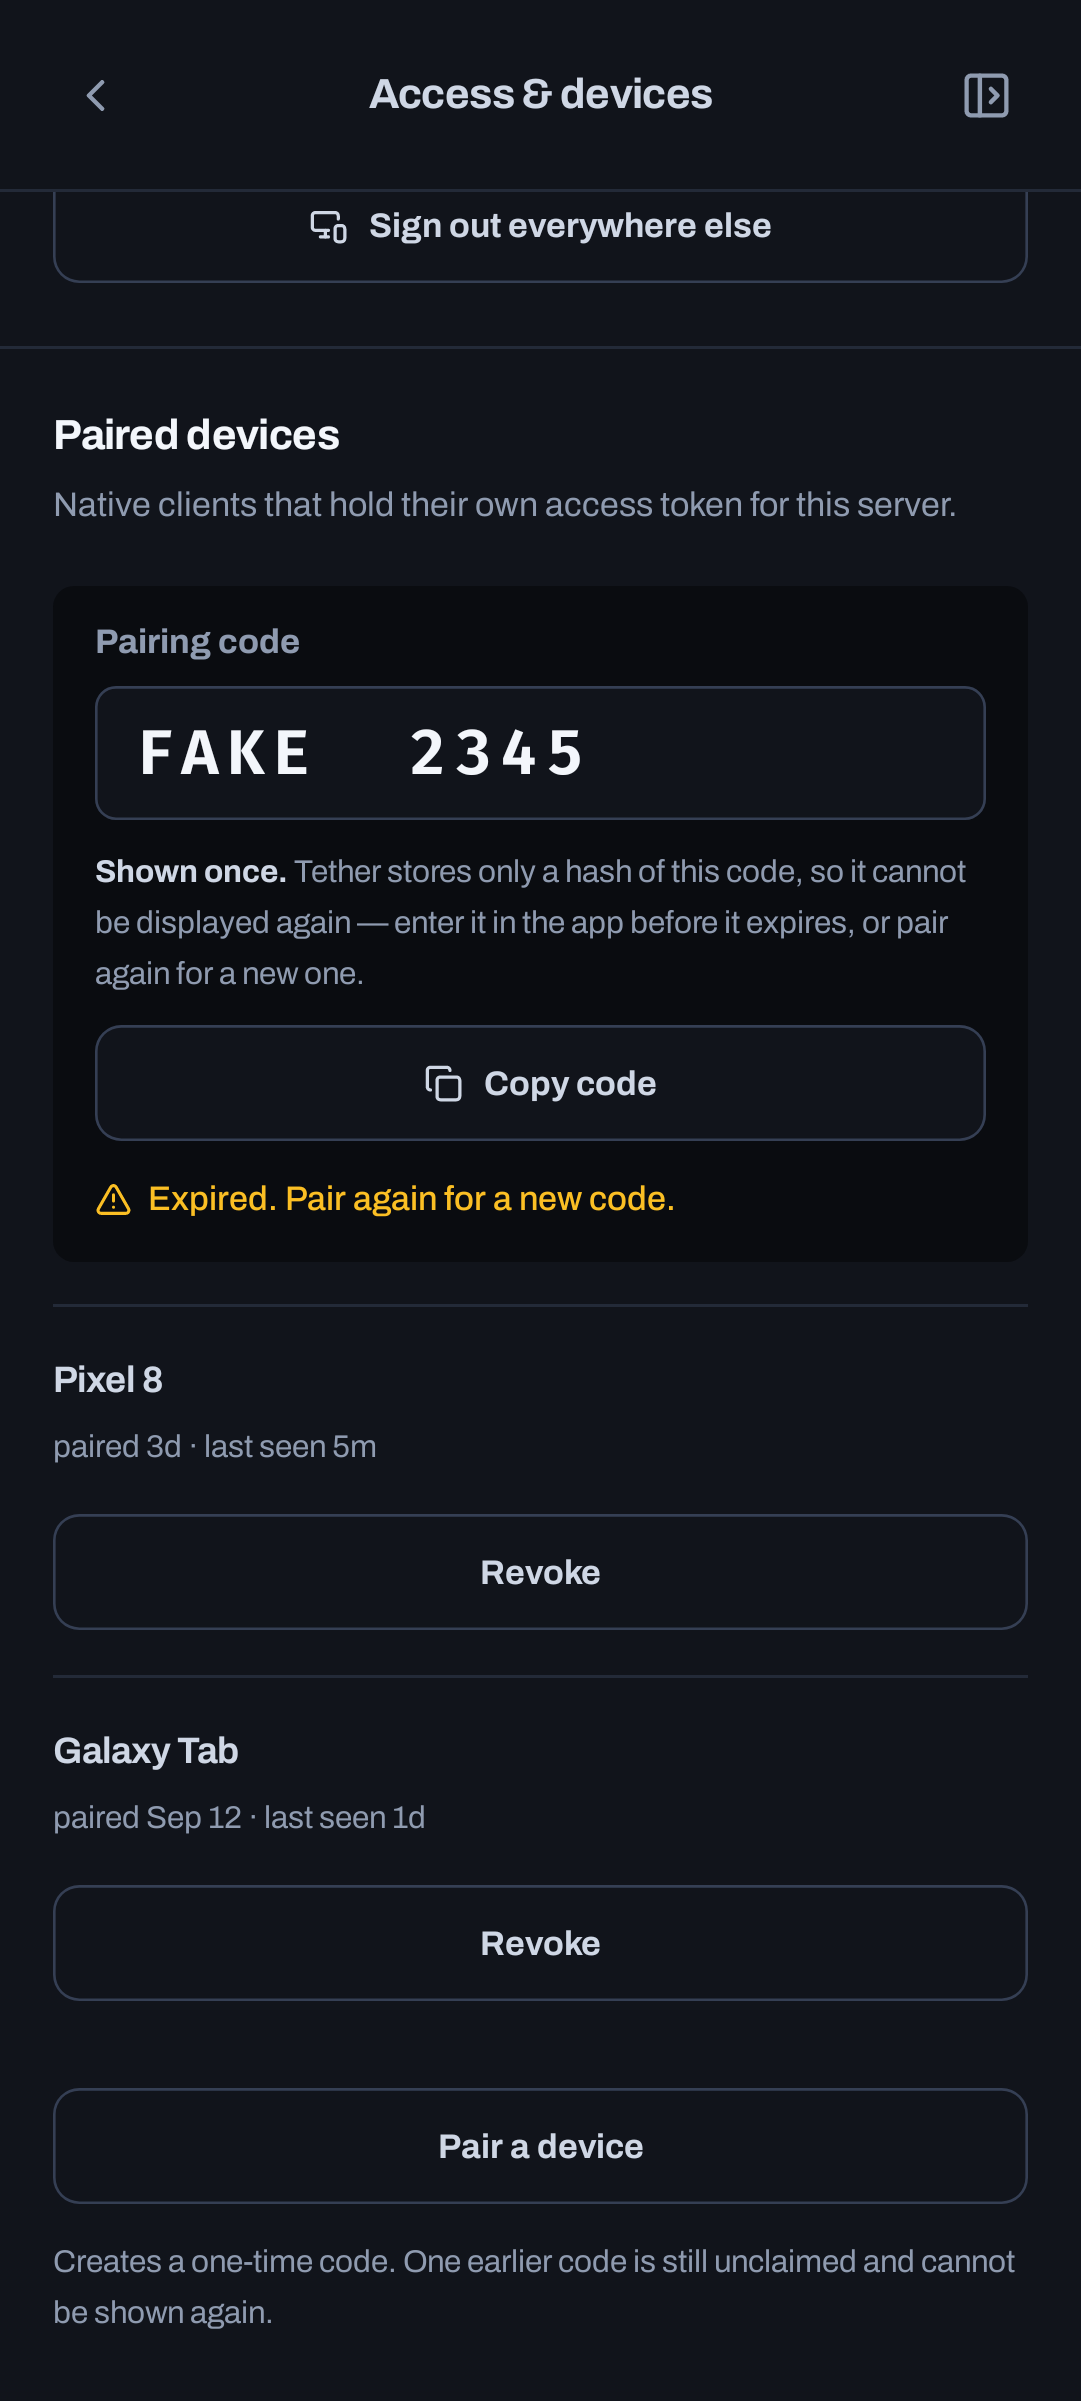 Access & devices
Sign out everywhere else
Paired devices
Native clients that hold their own access token for this server.
Pairing code
FAKE 2345
Shown once. Tether stores only a hash of this code, so it cannot
be displayed again — enter it in the app before it expires, or pair
again for a new one.
Copy code
Expired. Pair again for a new code.
Pixel 8
paired 3d · last seen 5m
Revoke
Galaxy Tab
paired Sep 12 · last seen 1d
Revoke
Pair a device
Creates a one-time code. One earlier code is still unclaimed and cannot
be shown again.